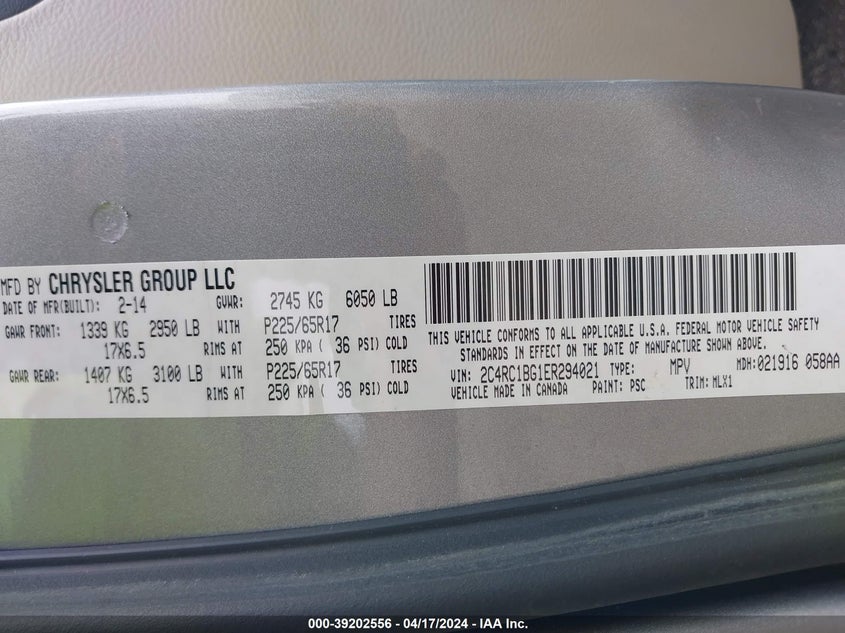 MFD BY CHRYSLER GROUP LLC
DATE OF MFR(BUILT): 2-14 GVWR: 2745 KG 6050 LB
GAWR FRONT: 1339 KG 2950 LB WITH P225/65R17 TIRES
17X6.5 RIMS AT 250 KPA ( 36 PSI) COLD
GAWR REAR: 1407 KG 3100 LB WITH P225/65R17 TIRES
17X6.5 RIMS AT 250 KPA ( 36 PSI) COLD
THIS VEHICLE CONFORMS TO ALL APPLICABLE U.S.A. FEDERAL MOTOR VEHICLE SAFETY
STANDARDS IN EFFECT ON THE DATE OF MANUFACTURE SHOWN ABOVE.
VIN: 2C4RC1BG1ER294021 TYPE: MPV MDH:021916 058AA
VEHICLE MADE IN CANADA PAINT: PSC TRIM: MLX1
000-39202556 - 04/17/2024 - IAA Inc.